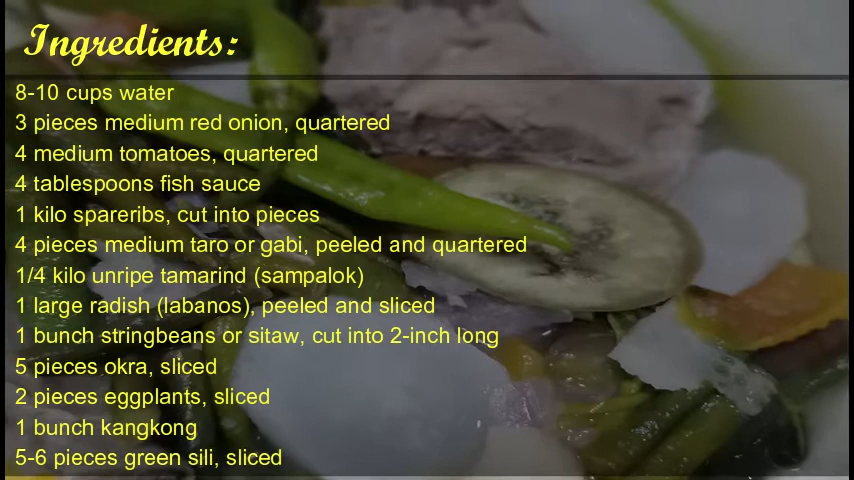 Ingredients:
8-10 cups water
3 pieces medium red onion, quartered
4 medium tomatoes, quartered
4 tablespoons fish sauce
1 kilo spareribs, cut into pieces
4 pieces medium taro or gabi, peeled and quartered
1/4 kilo unripe tamarind (sampalok)
1 large radish (labanos), peeled and sliced
1 bunch stringbeans or sitaw, cut into 2-inch long
5 pieces okra, sliced
2 pieces eggplants, sliced
1 bunch kangkong
5-6 pieces green sili, sliced